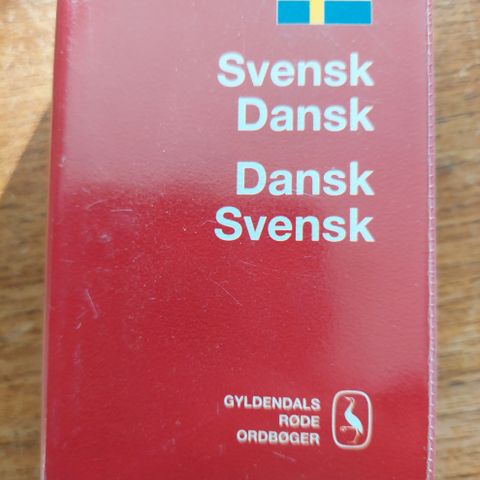 Svensk
Dansk
Dansk
Svensk
GYLDENDALS
RØDE
ORDBØGER